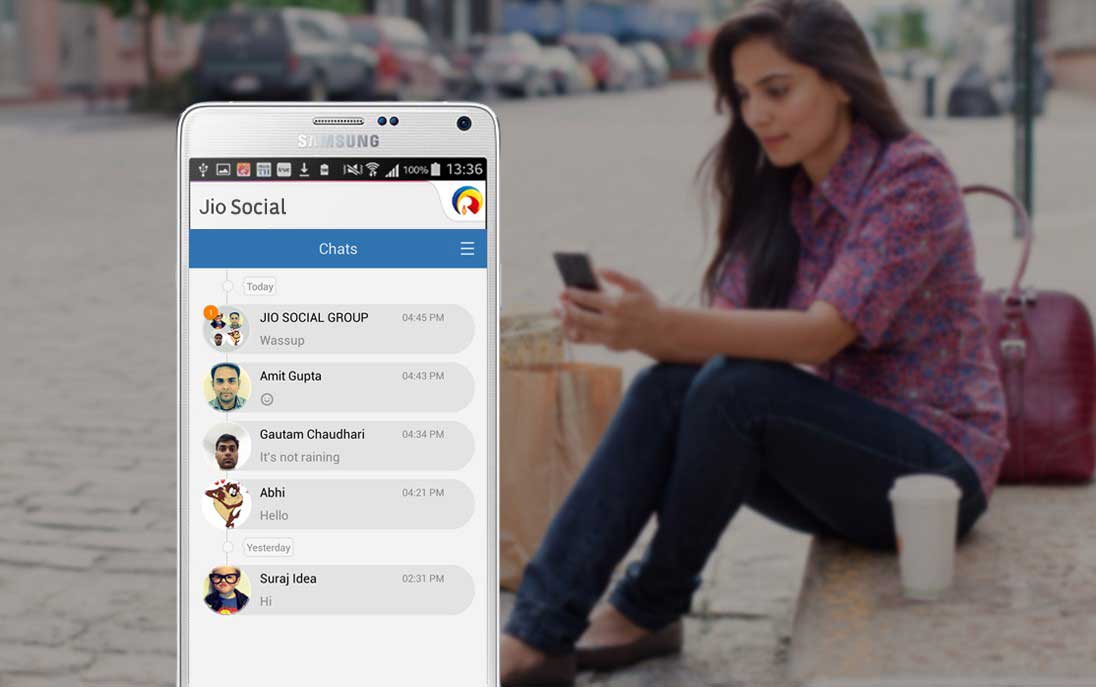 SAMSUNG
100% 13:36
Jio Social
Chats
Today
JIO SOCIAL GROUP 04:45 PM
Wassup
Amit Gupta 04:43 PM
Gautam Chaudhari 04:34 PM
It's not raining
Abhi 04:21 PM
Hello
Yesterday
Suraj Idea 02:31 PM
Hi